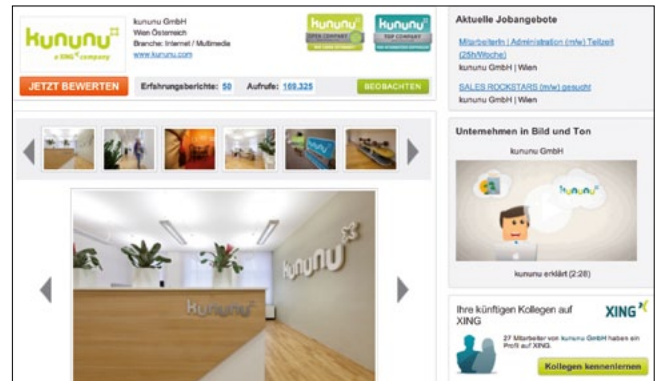 kununu
a XING company
kununu GmbH
Wien Österreich
Branche: Internet / Multimedia
www.kununu.com
kununu
OPEN COMPANY
kununu
TOP COMPANY
JETZT BEWERTEN
Erfahrungsberichte: 50
Aufrufe: 169.325
BEOBACHTEN
kununu
kununu
Aktuelle Jobangebote
MitarbeiterIn | Administration (m/w) Teilzeit
(25h/Woche)
kununu GmbH | Wien
SALES ROCKSTARS (m/w) gesucht
kununu GmbH | Wien
Unternehmen in Bild und Ton
kununu GmbH
kununu
kununu erklärt (2:28)
Ihre künftigen Kollegen auf
XING
XING
27 Mitarbeiter von kununu GmbH haben ein
Profil auf XING.
Kollegen kennenlernen